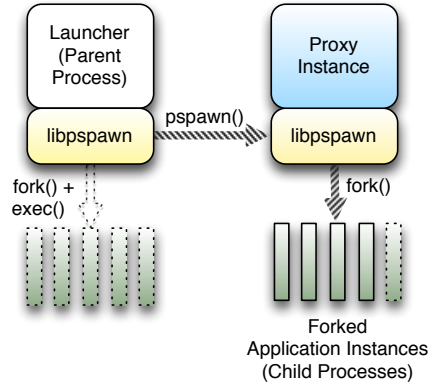 Launcher
(Parent
Process)
libpspawn
pspawn()
Proxy
Instance
libpspawn
fork() +
exec()
fork()
Forked
Application Instances
(Child Processes)